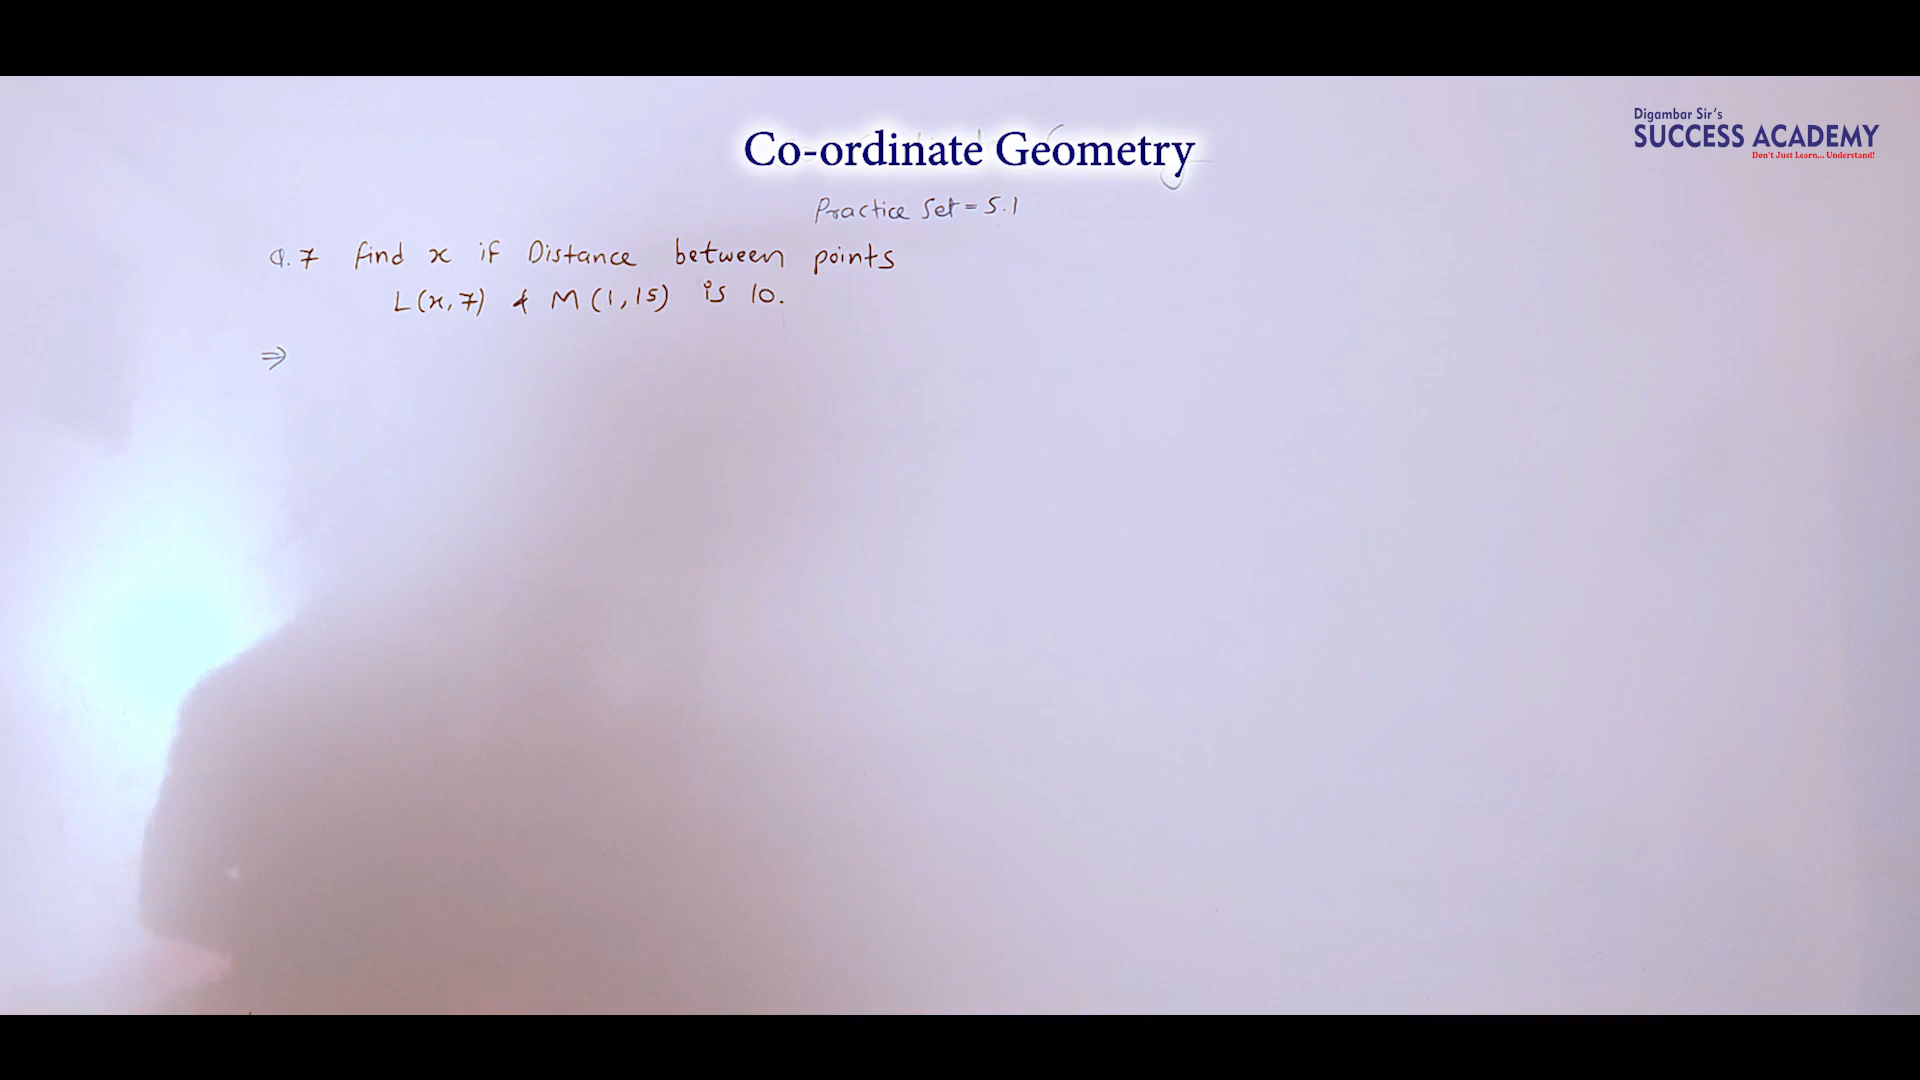 Co-ordinate Geometry
Digambar Sir's
SUCCESS ACADEMY
Don't Just Learn... Understand!
Practice Set = 5.1
Q.7 find x if Distance between points
L(x,7) & M(1,15) is 10.
⇒